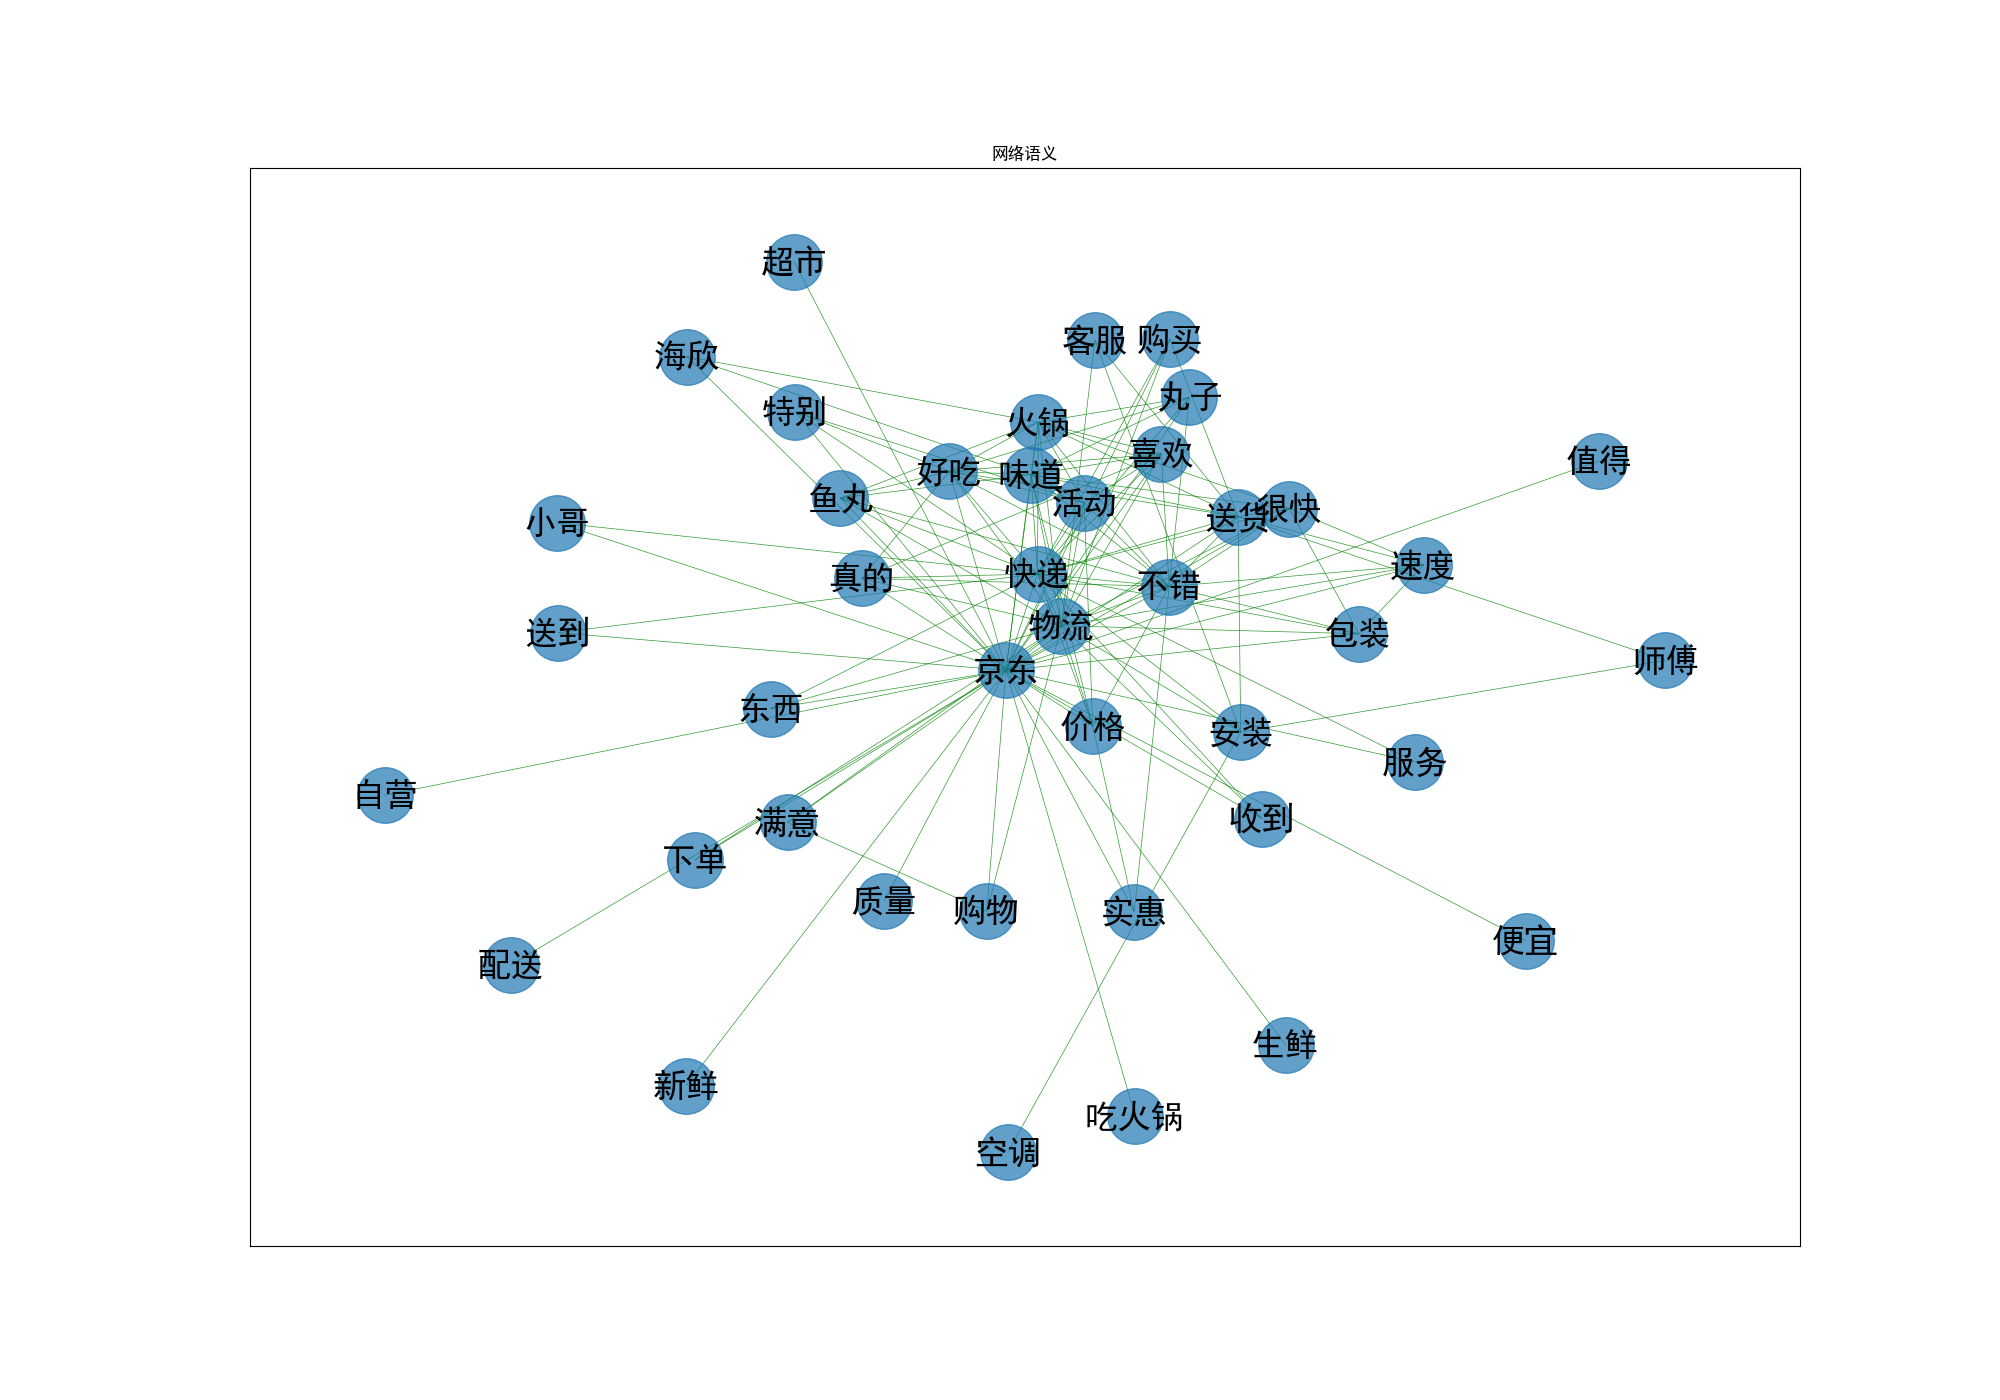 网络语义
超市
客服
购买
海欣
丸子
特别
火锅
喜欢
值得
好吃
味道
鱼丸
活动
小哥
送货
很快
真的
快递
不错
速度
送到
物流
包装
京东
师傅
东西
价格
安装
服务
自营
满意
收到
下单
质量
购物
实惠
便宜
配送
生鲜
新鲜
吃火锅
空调